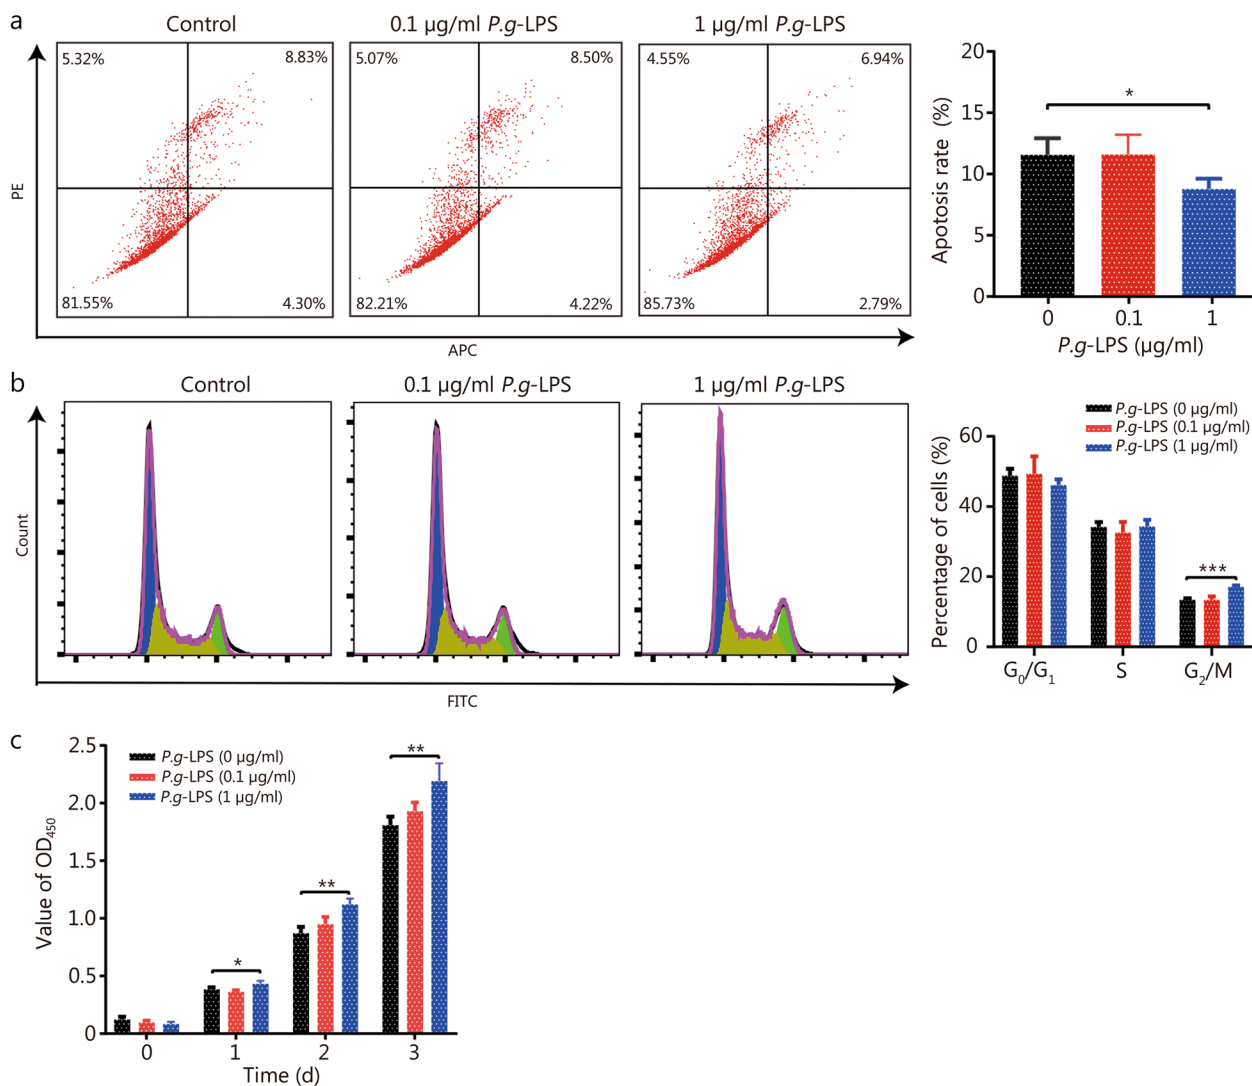 a
Control
0.1 μg/ml P.g-LPS
1 μg/ml P.g-LPS
5.32%
8.83%
81.55%
4.30%
5.07%
8.50%
82.21%
4.22%
4.55%
6.94%
85.73%
2.79%
PE
APC
Apotosis rate (%)
20
15
10
5
0
*
0
0.1
1
P.g-LPS (μg/ml)
b
Control
0.1 μg/ml P.g-LPS
1 μg/ml P.g-LPS
Count
FITC
P.g-LPS (0 μg/ml)
P.g-LPS (0.1 μg/ml)
P.g-LPS (1 μg/ml)
Percentage of cells (%)
60
40
20
0
***
G0/G1
S
G2/M
c
P.g-LPS (0 μg/ml)
P.g-LPS (0.1 μg/ml)
P.g-LPS (1 μg/ml)
Value of OD450
2.5
2.0
1.5
1.0
0.5
0
*
**
**
0
1
2
3
Time (d)